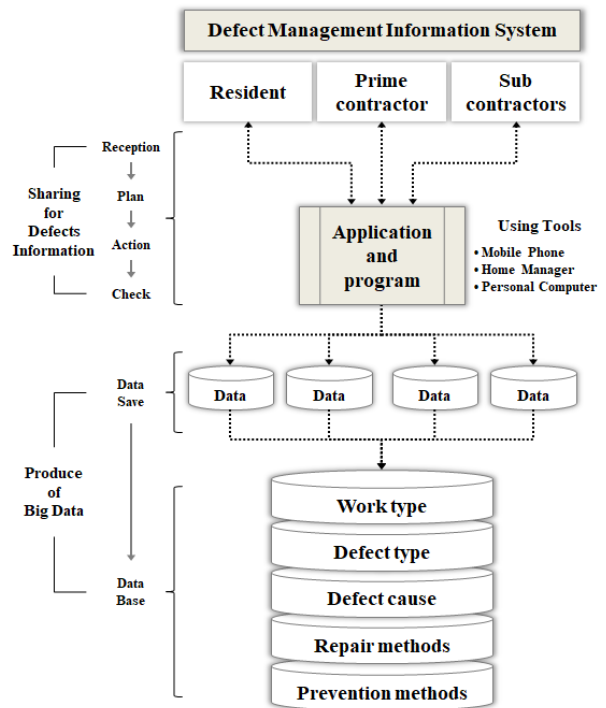 Defect Management Information System
Resident
Prime
contractor
Sub
contractors
Reception
Plan
Action
Check
Sharing
for
Defects
Information
Application
and
program
Using Tools
• Mobile Phone
• Home Manager
• Personal Computer
Data
Save
Data
Data
Data
Data
Produce
of
Big Data
Data
Base
Work type
Defect type
Defect cause
Repair methods
Prevention methods